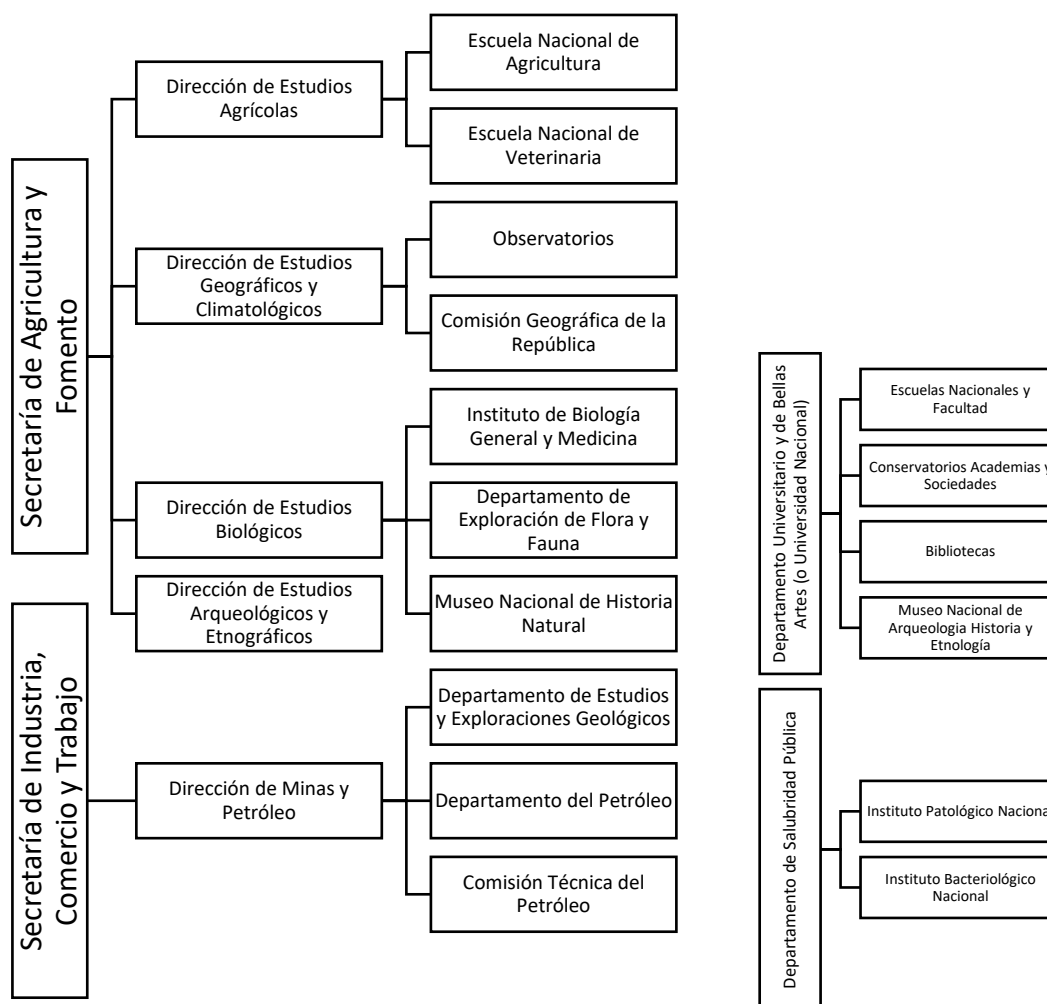 Secretaría de Agricultura y
Fomento
Dirección de Estudios
Agrícolas
Escuela Nacional de
Agricultura
Escuela Nacional de
Veterinaria
Dirección de Estudios
Geográficos y
Climatológicos
Observatorios
Comisión Geográfica de la
República
Dirección de Estudios
Biológicos
Instituto de Biología
General y Medicina
Departamento de
Exploración de Flora y
Fauna
Museo Nacional de Historia
Natural
Dirección de Estudios
Arqueológicos y
Etnográficos
Secretaría de Industria,
Comercio y Trabajo
Dirección de Minas y
Petróleo
Departamento de Estudios
y Exploraciones Geológicos
Departamento del Petróleo
Comisión Técnica del
Petróleo
Departamento Universitario y de Bellas
Artes (o Universidad Nacional)
Escuelas Nacionales y
Facultad
Conservatorios Academias y
Sociedades
Bibliotecas
Museo Nacional de
Arqueologia Historia y
Etnología
Departamento de Salubridad Pública
Instituto Patológico Nacional
Instituto Bacteriológico
Nacional